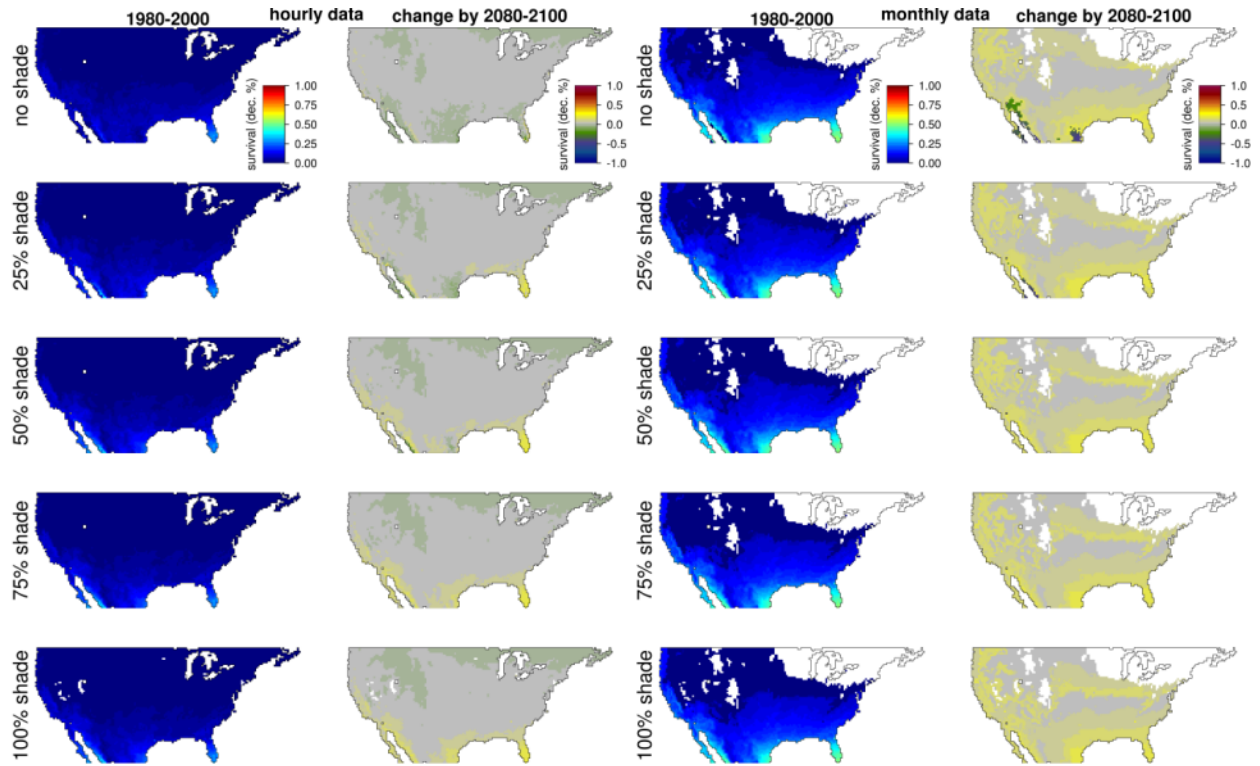 hourly data
monthly data
1980-2000
change by 2080-2100
1980-2000
change by 2080-2100
no shade
survival (dec. %)
1.00
0.75
0.50
0.25
0.00
survival (dec. %)
1.0
0.5
0.0
-0.5
-1.0
survival (dec. %)
1.00
0.75
0.50
0.25
0.00
survival (dec. %)
1.0
0.5
0.0
-0.5
-1.0
25% shade
25% shade
50% shade
50% shade
75% shade
75% shade
100% shade
100% shade
no shade